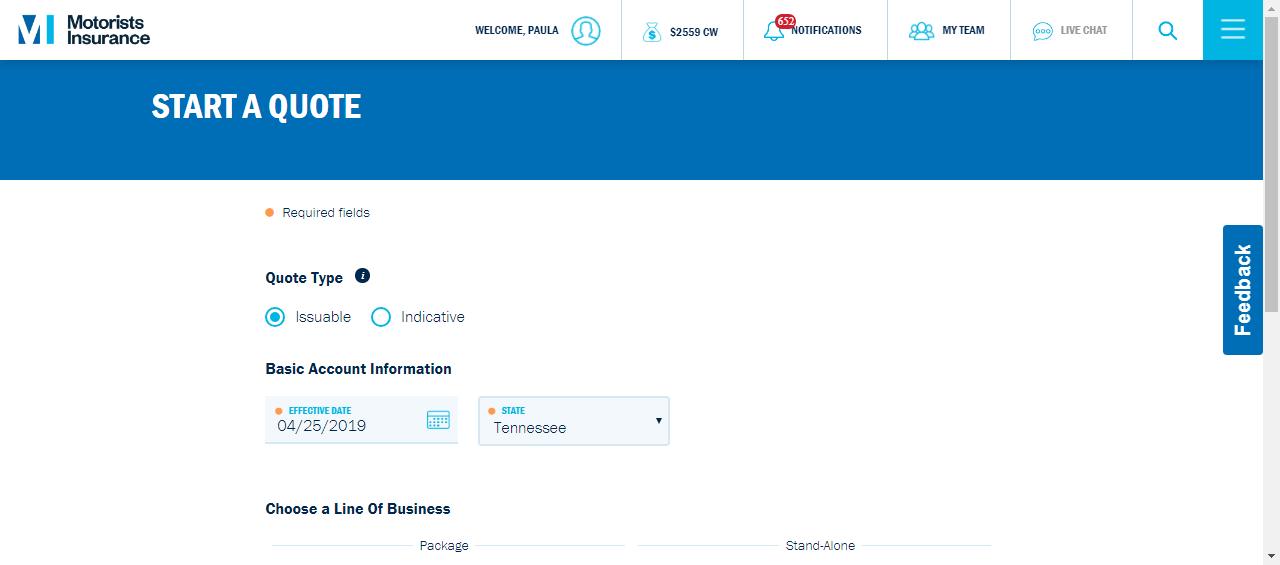 Motorists
Insurance
WELCOME, PAULA
$2559 CW
652
NOTIFICATIONS
MY TEAM
LIVE CHAT
START A QUOTE
Required fields
Feedback
Quote Type
Issuable
Indicative
Basic Account Information
EFFECTIVE DATE
04/25/2019
STATE
Tennessee
Choose a Line Of Business
Package
Stand-Alone